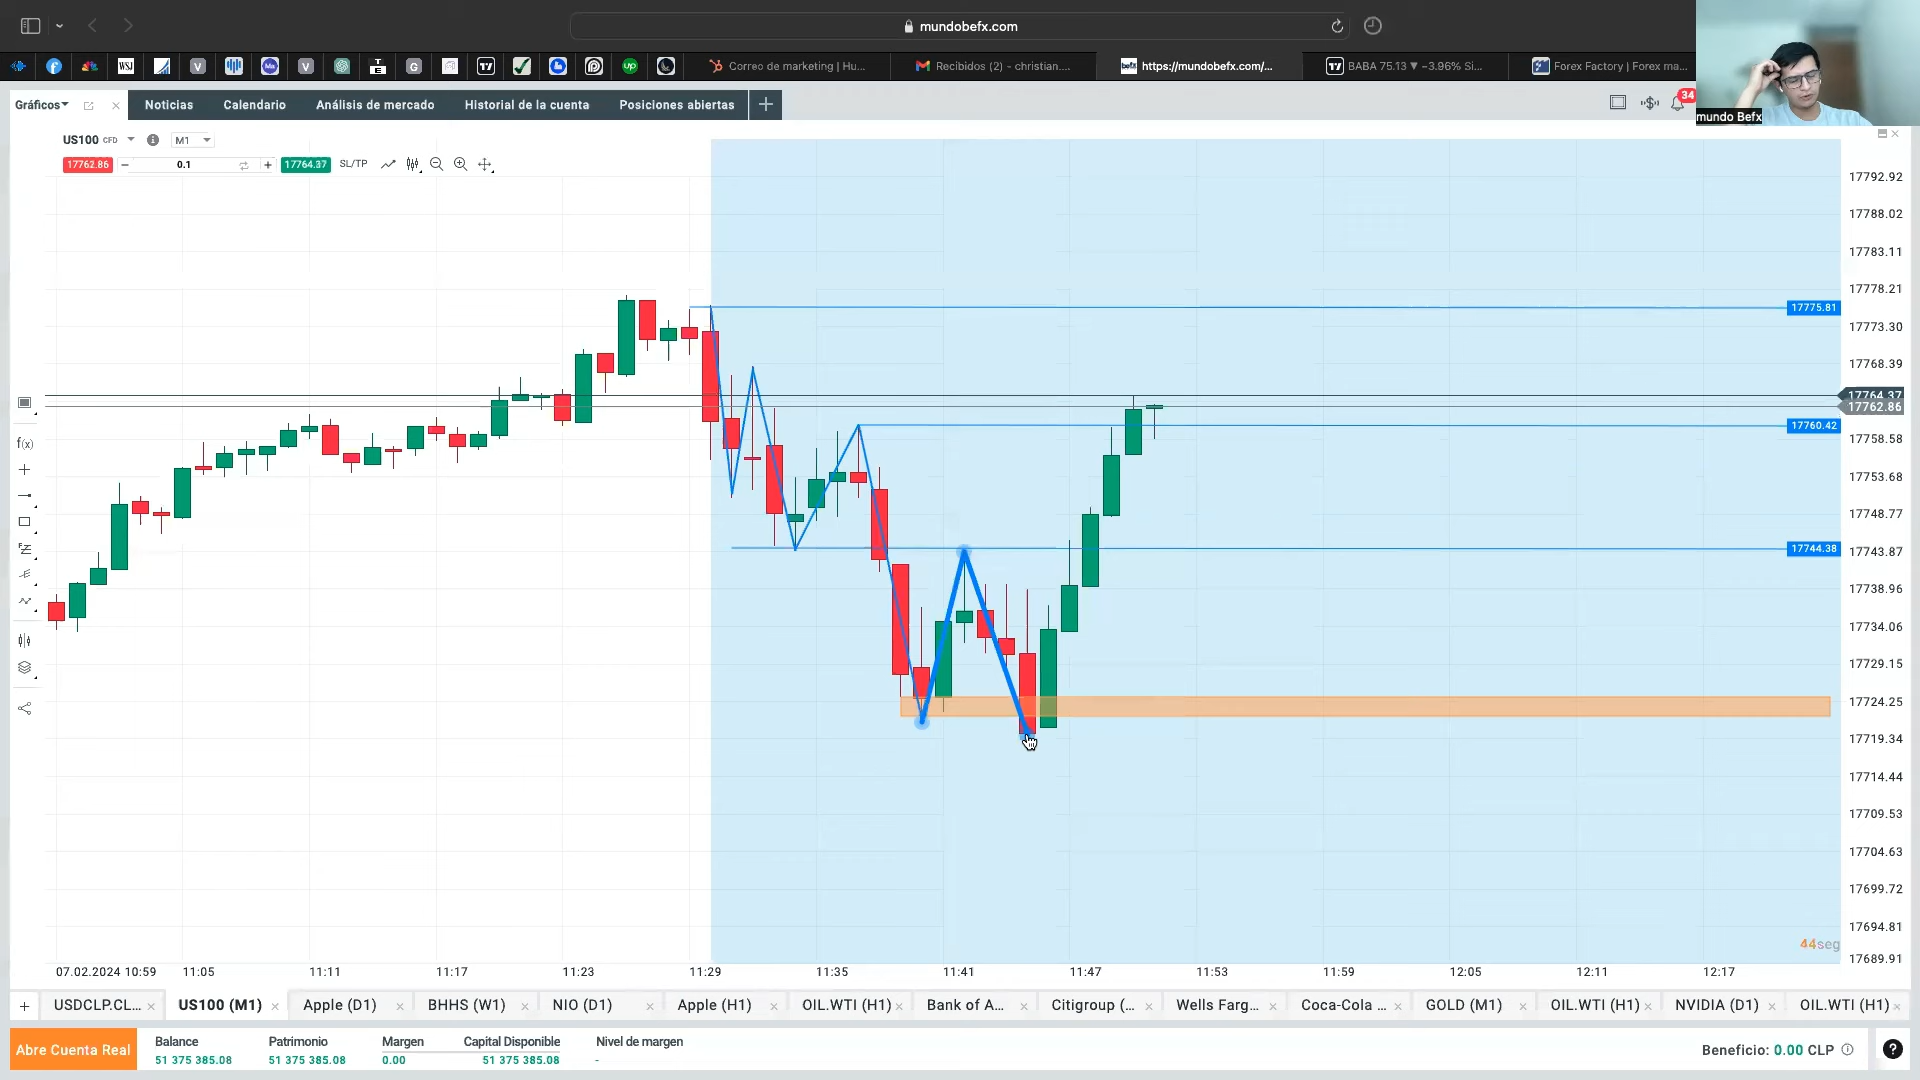 mundobefx.com
Correo de marketing | Hu...
Recibidos (2) - christian....
https://mundobefx.com/...
BABA 75.13 ▼ −3.96% Si...
Forex Factory | Forex ma...
Gráficos
Noticias
Calendario
Análisis de mercado
Historial de la cuenta
Posiciones abiertas
34
mundo Befx
US100 CFD
M1
17762.86
0.1
17764.37
SL/TP
17792.92
17788.02
17783.11
17778.21
17775.81
17773.30
17768.39
17764.37
17762.86
17760.42
17758.58
17753.68
17748.77
17744.38
17743.87
17738.96
17734.06
17729.15
17724.25
17719.34
17714.44
17709.53
17704.63
17699.72
17694.81
17689.91
44seg
07.02.2024 10:59
11:05
11:11
11:17
11:23
11:29
11:35
11:41
11:47
11:53
11:59
12:05
12:11
12:17
USDCLP.CL...
US100 (M1)
Apple (D1)
BHHS (W1)
NIO (D1)
Apple (H1)
OIL.WTI (H1)
Bank of A...
Citigroup (...
Wells Farg...
Coca-Cola ...
GOLD (M1)
OIL.WTI (H1)
NVIDIA (D1)
OIL.WTI (H1)
Abre Cuenta Real
Balance
Patrimonio
Margen
Capital Disponible
Nivel de margen
51 375 385.08
51 375 385.08
0.00
51 375 385.08
-
Beneficio: 0.00 CLP